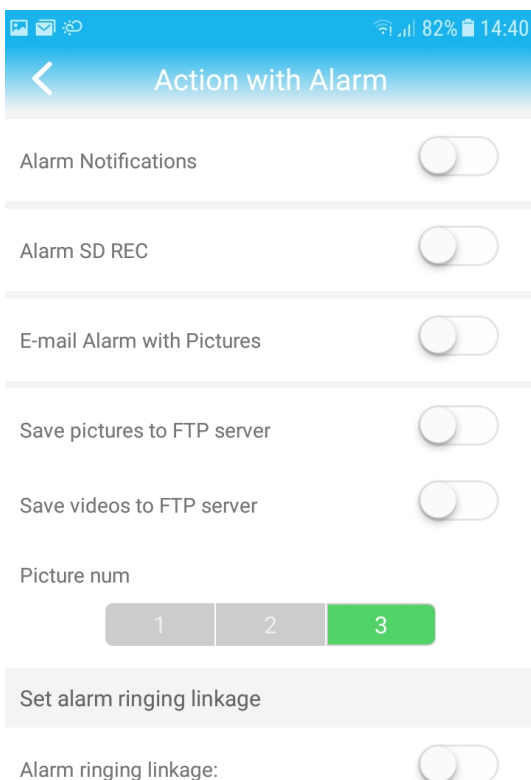 82% 14:40
Action with Alarm
Alarm Notifications
Alarm SD REC
E-mail Alarm with Pictures
Save pictures to FTP server
Save videos to FTP server
Picture num
1 2 3
Set alarm ringing linkage
Alarm ringing linkage: